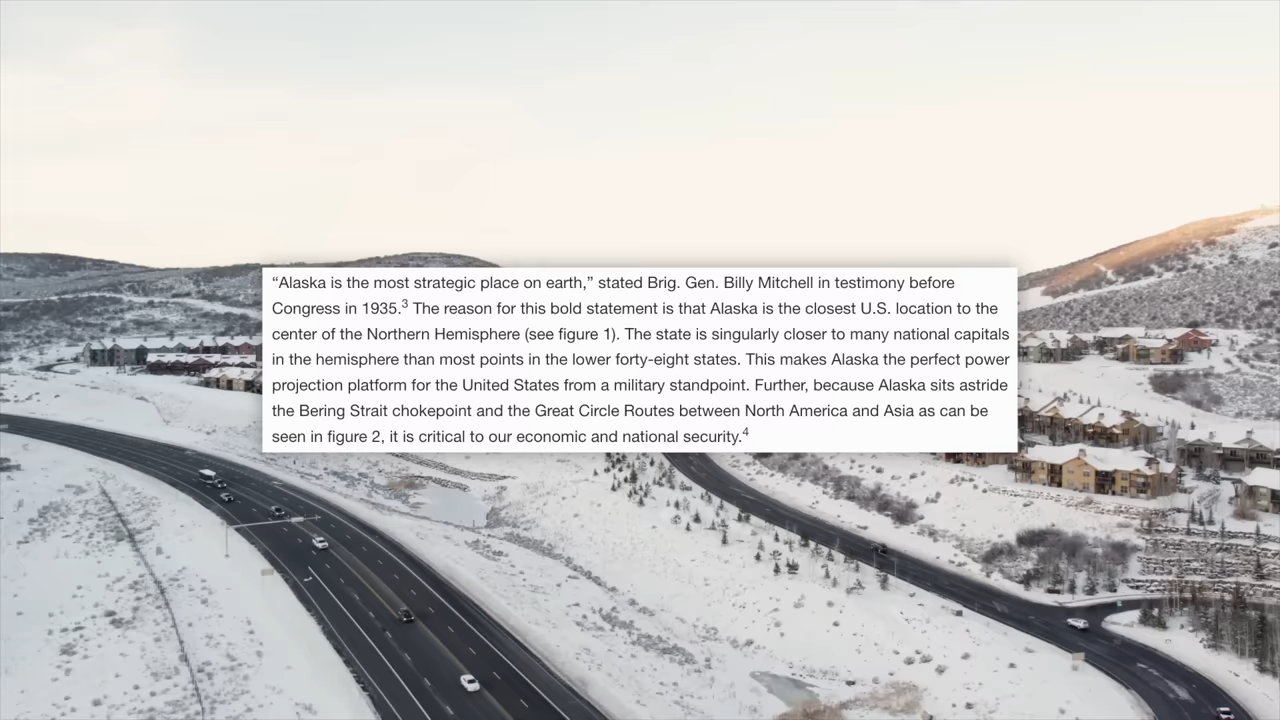 “Alaska is the most strategic place on earth,” stated Brig. Gen. Billy Mitchell in testimony before
Congress in 1935.3 The reason for this bold statement is that Alaska is the closest U.S. location to the
center of the Northern Hemisphere (see figure 1). The state is singularly closer to many national capitals
in the hemisphere than most points in the lower forty-eight states. This makes Alaska the perfect power
projection platform for the United States from a military standpoint. Further, because Alaska sits astride
the Bering Strait chokepoint and the Great Circle Routes between North America and Asia as can be
seen in figure 2, it is critical to our economic and national security.4